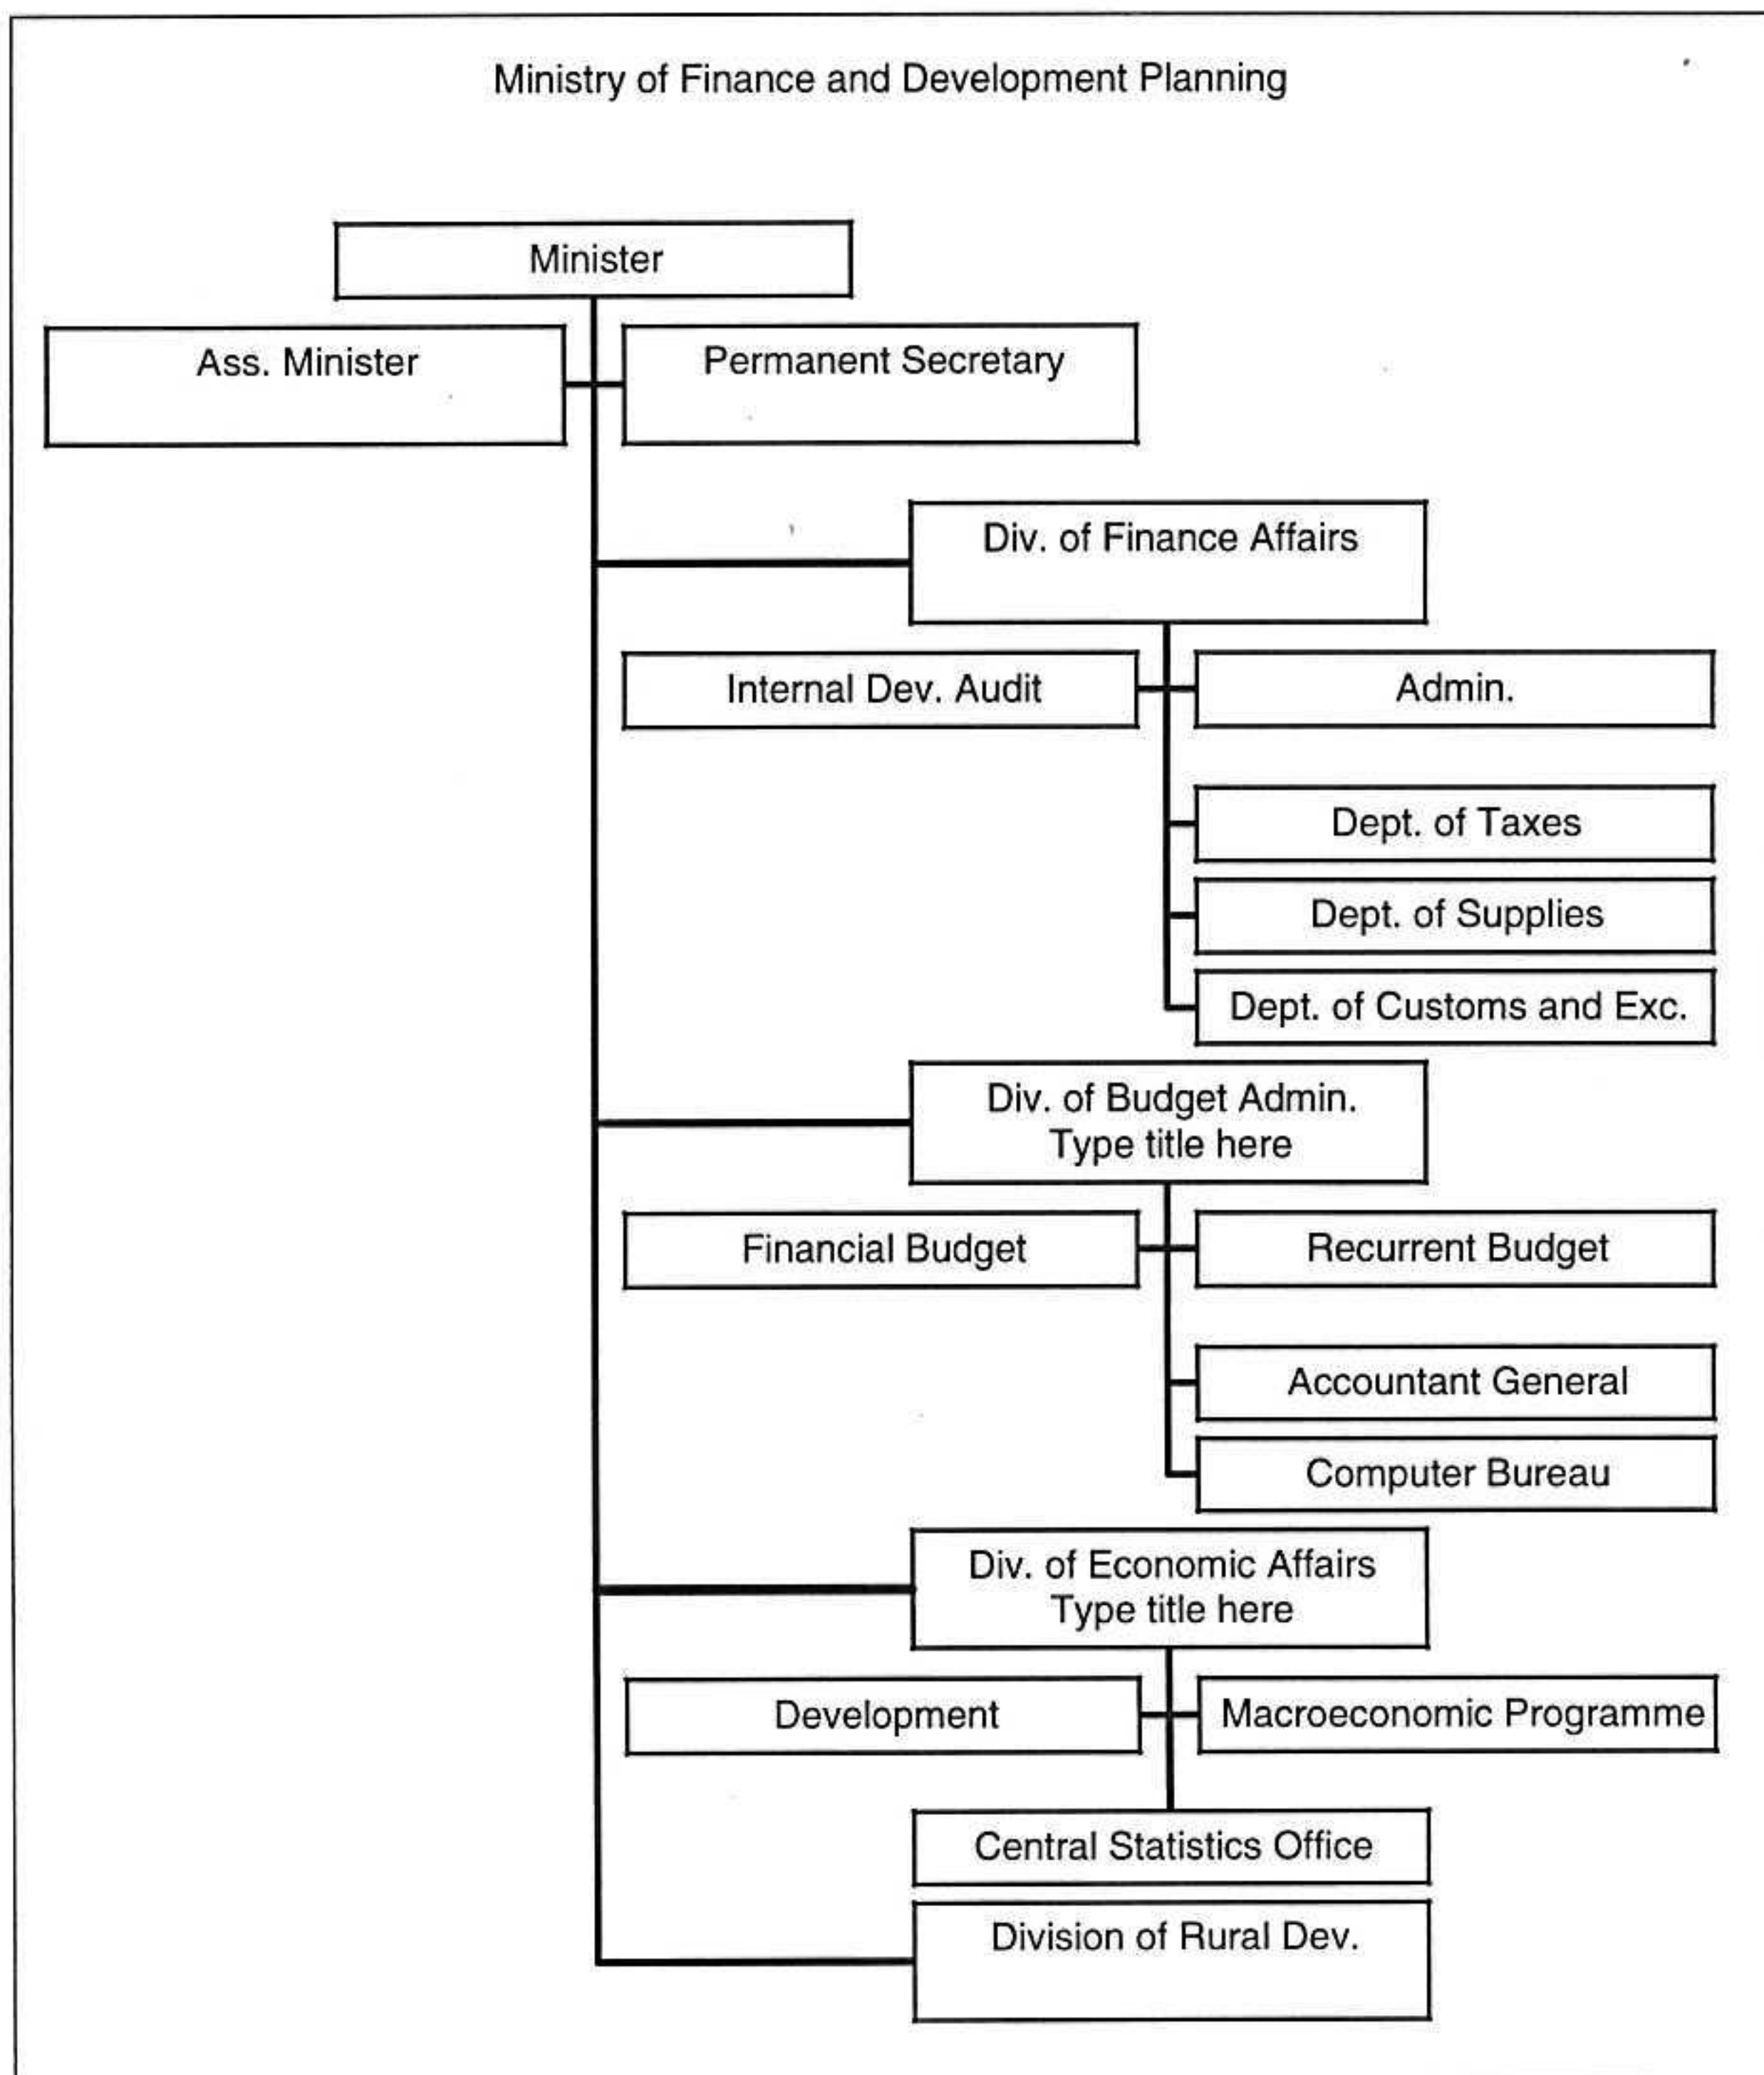 Ministry of Finance and Development Planning
Minister
Ass. Minister
Permanent Secretary
Div. of Finance Affairs
Internal Dev. Audit
Admin.
Dept. of Taxes
Dept. of Supplies
Dept. of Customs and Exc.
Div. of Budget Admin.
Type title here
Financial Budget
Recurrent Budget
Accountant General
Computer Bureau
Div. of Economic Affairs
Type title here
Development
Macroeconomic Programme
Central Statistics Office
Division of Rural Dev.